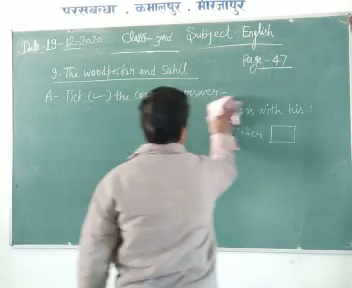 परसबन्धा , कमालपुर , मीरजापुर
Date-19-12-2020 Class-2nd Subject English
Page-47
9. The woodpecker and Sahil
A- Tick (✓) the answer-
with his